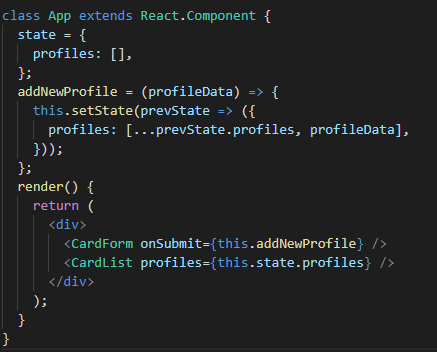 class App extends React.Component {
  state = {
    profiles: [],
  };
  addNewProfile = (profileData) => {
    this.setState(prevState => ({
      profiles: [...prevState.profiles, profileData],
    }));
  };
  render() {
    return (
      <div>
        <CardForm onSubmit={this.addNewProfile} />
        <CardList profiles={this.state.profiles} />
      </div>
    );
  }
}